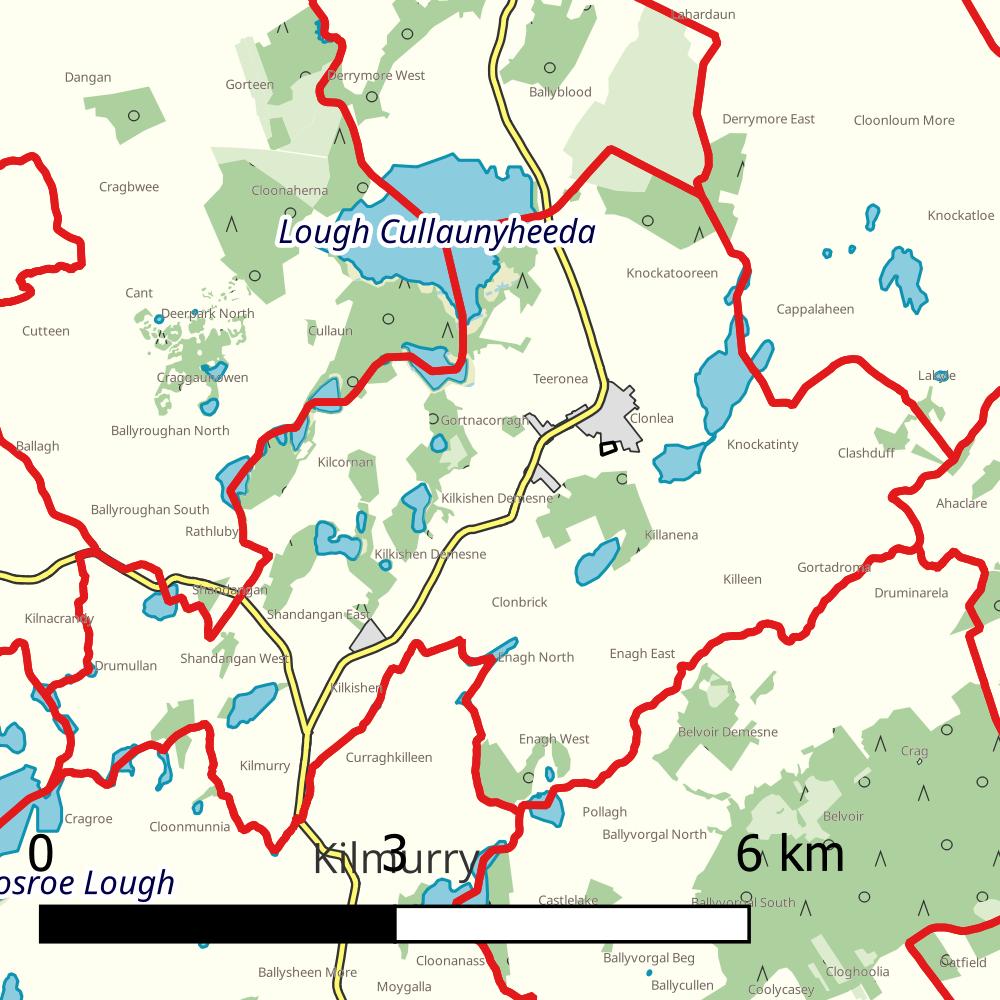 Lahardaun
Dangan
Gorteen
Derrymore West
Ballyblood
Derrymore East
Cloonloum More
Cragbwee
Cloonaherna
Knockatloe
Lough Cullaunyheeda
Knockatooreen
Cant
Deerpark North
Cappalaheen
Cutteen
Cullaun
Craggaunowen
Teeronea
Gortnacorragh
Clonlea
Ballyroughan North
Ballagh
Knockatinty
Clashduff
Kilcornan
Kilkishen Demesne
Ballyroughan South
Ahaclare
Rathluby
Killanena
Kilkishen Demesne
Gortadroma
Killeen
Shandangan
Druminarela
Clonbrick
Kilnacrandy
Shandangan East
Enagh East
Enagh North
Shandangan West
Drumullan
Kilkishen
Belvoir Demesne
Enagh West
Crag
Curraghkilleen
Kilmurry
Pollagh
Belvoir
Cragroe
Cloonmunnia
Ballyvorgal North
0
3
6 km
Kilmurry
osroe Lough
Castlelake
Ballyvorgal South
Cloonanass
Ballyvorgal Beg
Oatfield
Ballysheen More
Cloghoolia
Moygalla
Ballycullen
Coolycasey